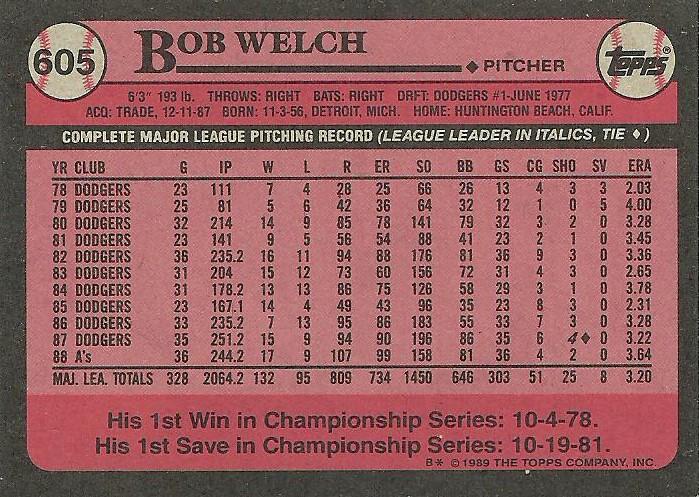 605
BOB WELCH
◆ PITCHER
TOPPS®
6'3" 193 lb. THROWS: RIGHT BATS: RIGHT DRFT: DODGERS #1-JUNE 1977
ACQ: TRADE, 12-11-87 BORN: 11-3-56, DETROIT, MICH. HOME: HUNTINGTON BEACH, CALIF.
COMPLETE MAJOR LEAGUE PITCHING RECORD (LEAGUE LEADER IN ITALICS, TIE ◆)
YR CLUB G IP W L R ER SO BB GS CG SHO SV ERA
78 DODGERS 23 111 7 4 28 25 66 26 13 4 3 3 2.03
79 DODGERS 25 81 5 6 42 36 64 32 12 1 0 5 4.00
80 DODGERS 32 214 14 9 85 78 141 79 32 3 2 0 3.28
81 DODGERS 23 141 9 5 56 54 88 41 23 2 1 0 3.45
82 DODGERS 36 235.2 16 11 94 88 176 81 36 9 3 0 3.36
83 DODGERS 31 204 15 12 73 60 156 72 31 4 3 0 2.65
84 DODGERS 31 178.2 13 13 86 75 126 58 29 3 1 0 3.78
85 DODGERS 23 167.1 14 4 49 43 96 35 23 8 3 0 2.31
86 DODGERS 33 235.2 7 13 95 86 183 55 33 7 3 0 3.28
87 DODGERS 35 251.2 15 9 94 90 196 86 35 6 4◆ 0 3.22
88 A's 36 244.2 17 9 107 99 158 81 36 4 2 0 3.64
MAJ. LEA. TOTALS 328 2064.2 132 95 809 734 1450 646 303 51 25 8 3.20
His 1st Win in Championship Series: 10-4-78.
His 1st Save in Championship Series: 10-19-81.
B* © 1989 THE TOPPS COMPANY, INC.